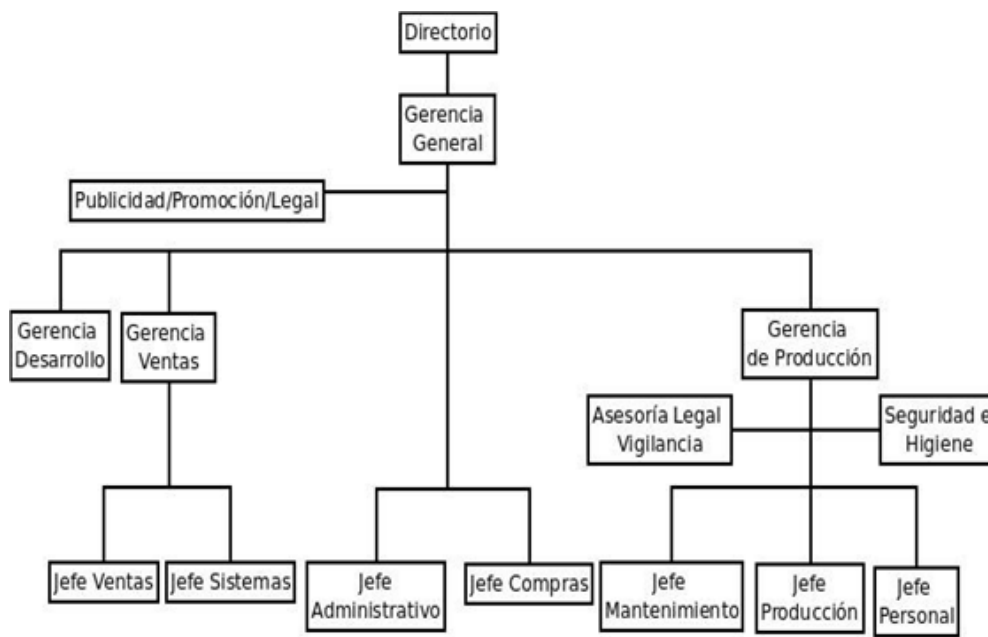 Directorio
Gerencia
General
Publicidad/Promoción/Legal
Gerencia
Desarrollo
Gerencia
Ventas
Gerencia
de Producción
Asesoría Legal
Vigilancia
Seguridad e
Higiene
Jefe Ventas
Jefe Sistemas
Jefe
Administrativo
Jefe Compras
Jefe
Mantenimiento
Jefe
Producción
Jefe
Personal